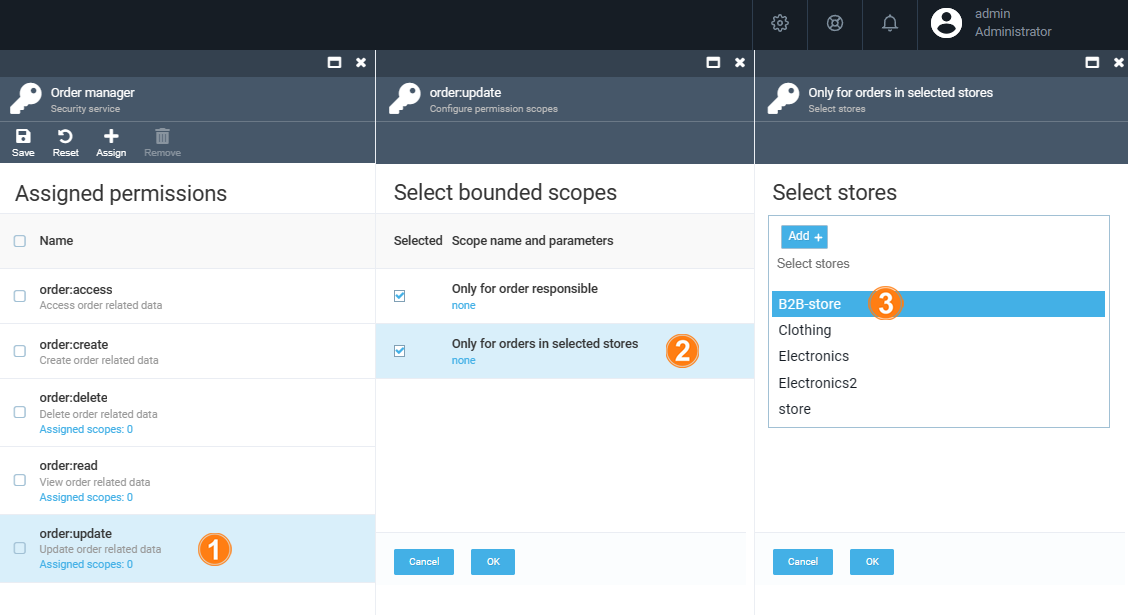 admin
Administrator
Order manager
Security service
Save
Reset
Assign
Remove
Assigned permissions
Name
order:access
Access order related data
order:create
Create order related data
order:delete
Delete order related data
Assigned scopes: 0
order:read
View order related data
Assigned scopes: 0
order:update
Update order related data
Assigned scopes: 0
1
order:update
Configure permission scopes
Select bounded scopes
Selected Scope name and parameters
Only for order responsible
none
Only for orders in selected stores
none
2
Cancel
OK
Only for orders in selected stores
Select stores
Select stores
Add +
Select stores
B2B-store
3
Clothing
Electronics
Electronics2
store
Cancel
OK